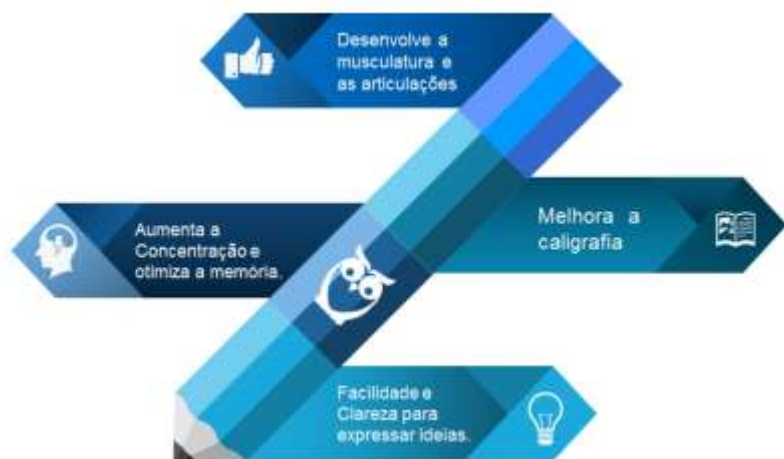 Desenvolve a
musculatura e
as articulações
Aumenta a
Concentração e
otimiza a memória.
Melhora a
caligrafia
Facilidade e
Clareza para
expressar ideias.